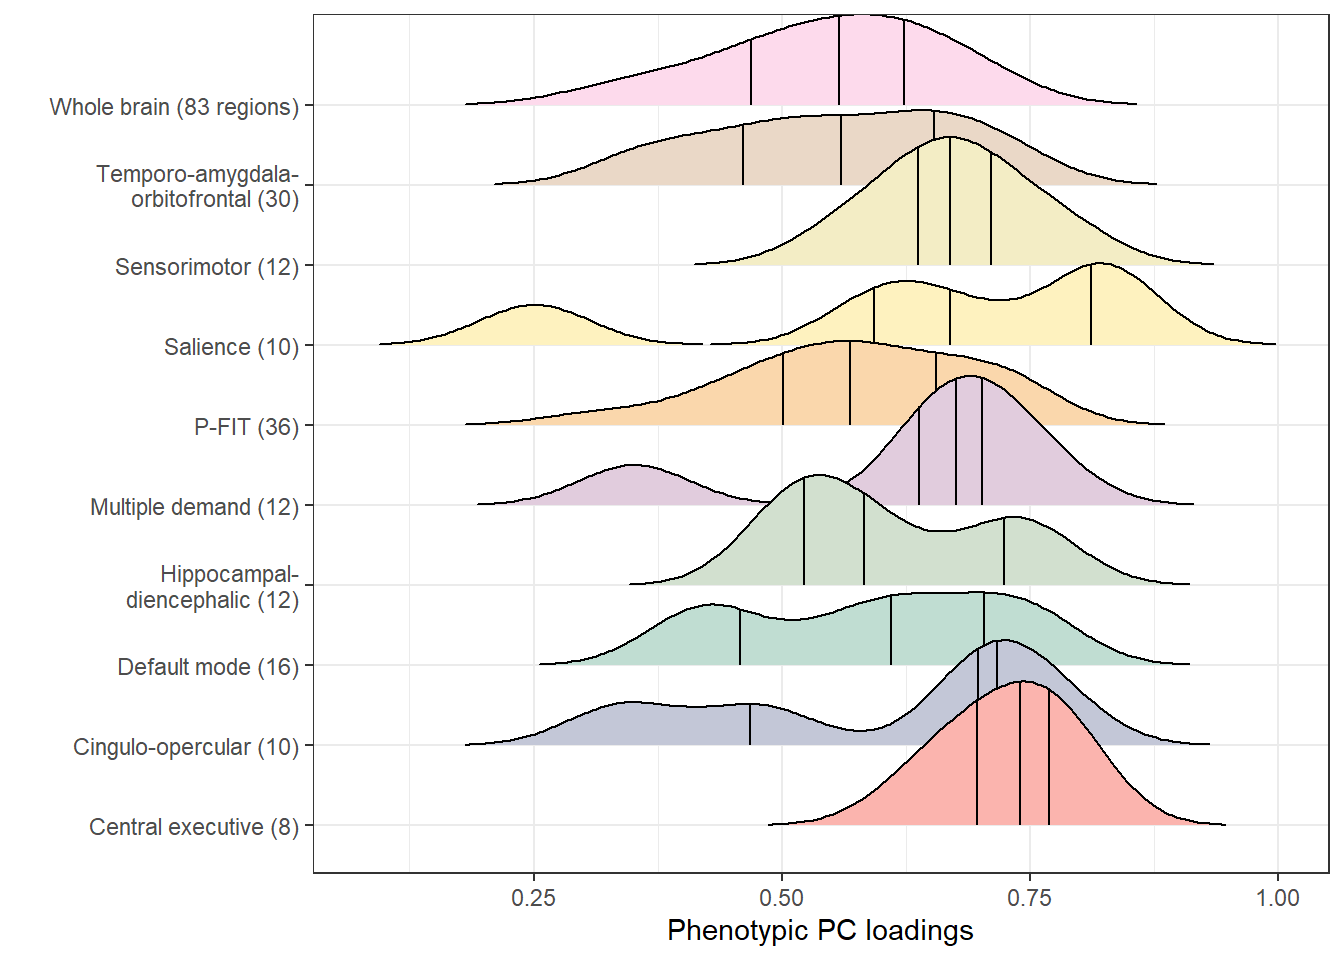 Whole brain (83 regions)
Temporo-amygdala-
orbitofrontal (30)
Sensorimotor (12)
Salience (10)
P-FIT (36)
Multiple demand (12)
Hippocampal-
diencephalic (12)
Default mode (16)
Cingulo-opercular (10)
Central executive (8)
0.25 0.50 0.75 1.00
Phenotypic PC loadings